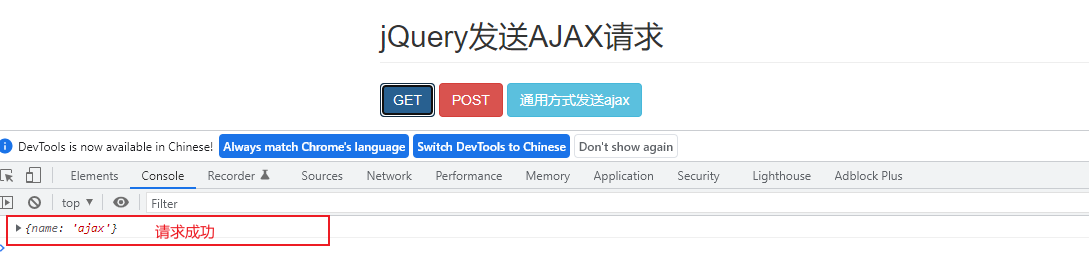 jQuery发送AJAX请求
GET POST 通用方式发送ajax
DevTools is now available in Chinese! Always match Chrome's language Switch DevTools to Chinese Don't show again
Elements Console Recorder Sources Network Performance Memory Application Security Lighthouse Adblock Plus
top Filter
{name: 'ajax'} 请求成功